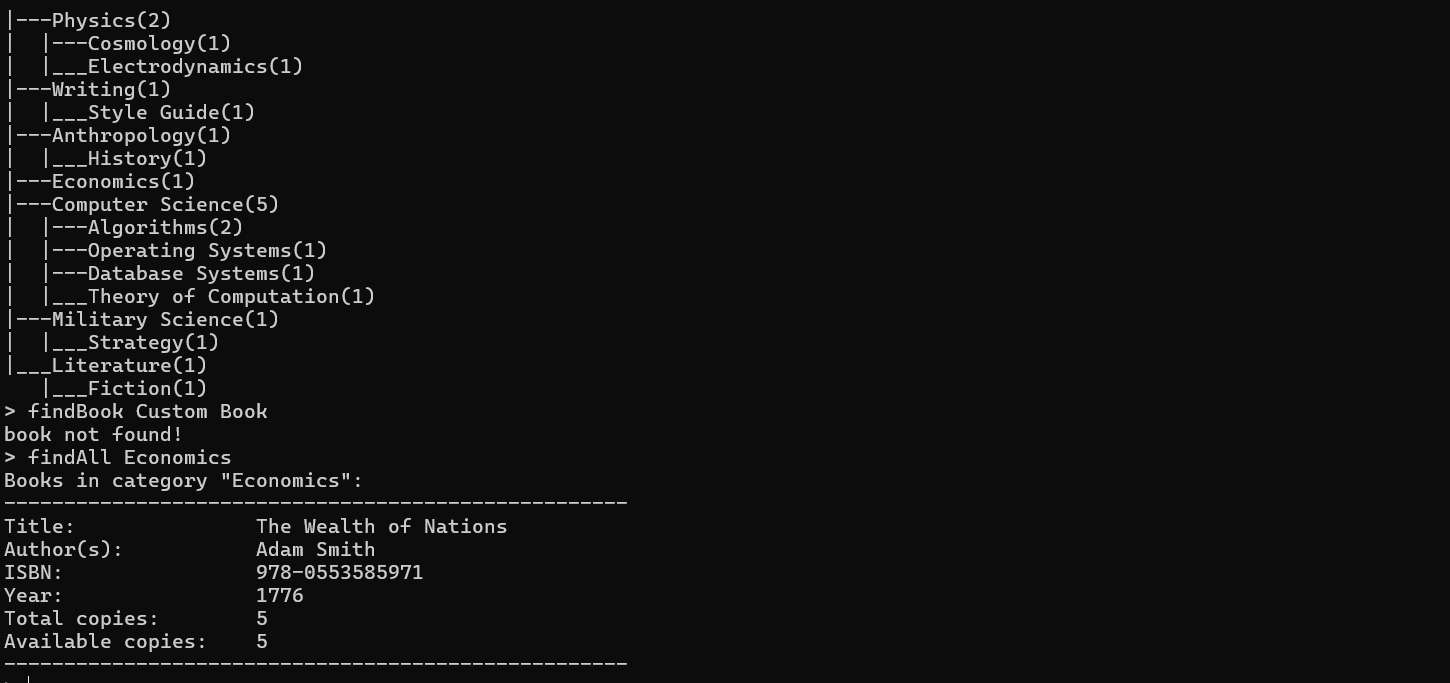 |---Physics(2)
|  |---Cosmology(1)
|  |___Electrodynamics(1)
|---Writing(1)
|  |___Style Guide(1)
|---Anthropology(1)
|  |___History(1)
|---Economics(1)
|---Computer Science(5)
|  |---Algorithms(2)
|  |---Operating Systems(1)
|  |---Database Systems(1)
|  |___Theory of Computation(1)
|---Military Science(1)
|  |___Strategy(1)
|___Literature(1)
   |___Fiction(1)
> findBook Custom Book
book not found!
> findAll Economics
Books in category "Economics":
----------------------------------------------------
Title:               The Wealth of Nations
Author(s):           Adam Smith
ISBN:                978-0553585971
Year:                1776
Total copies:        5
Available copies:    5
----------------------------------------------------